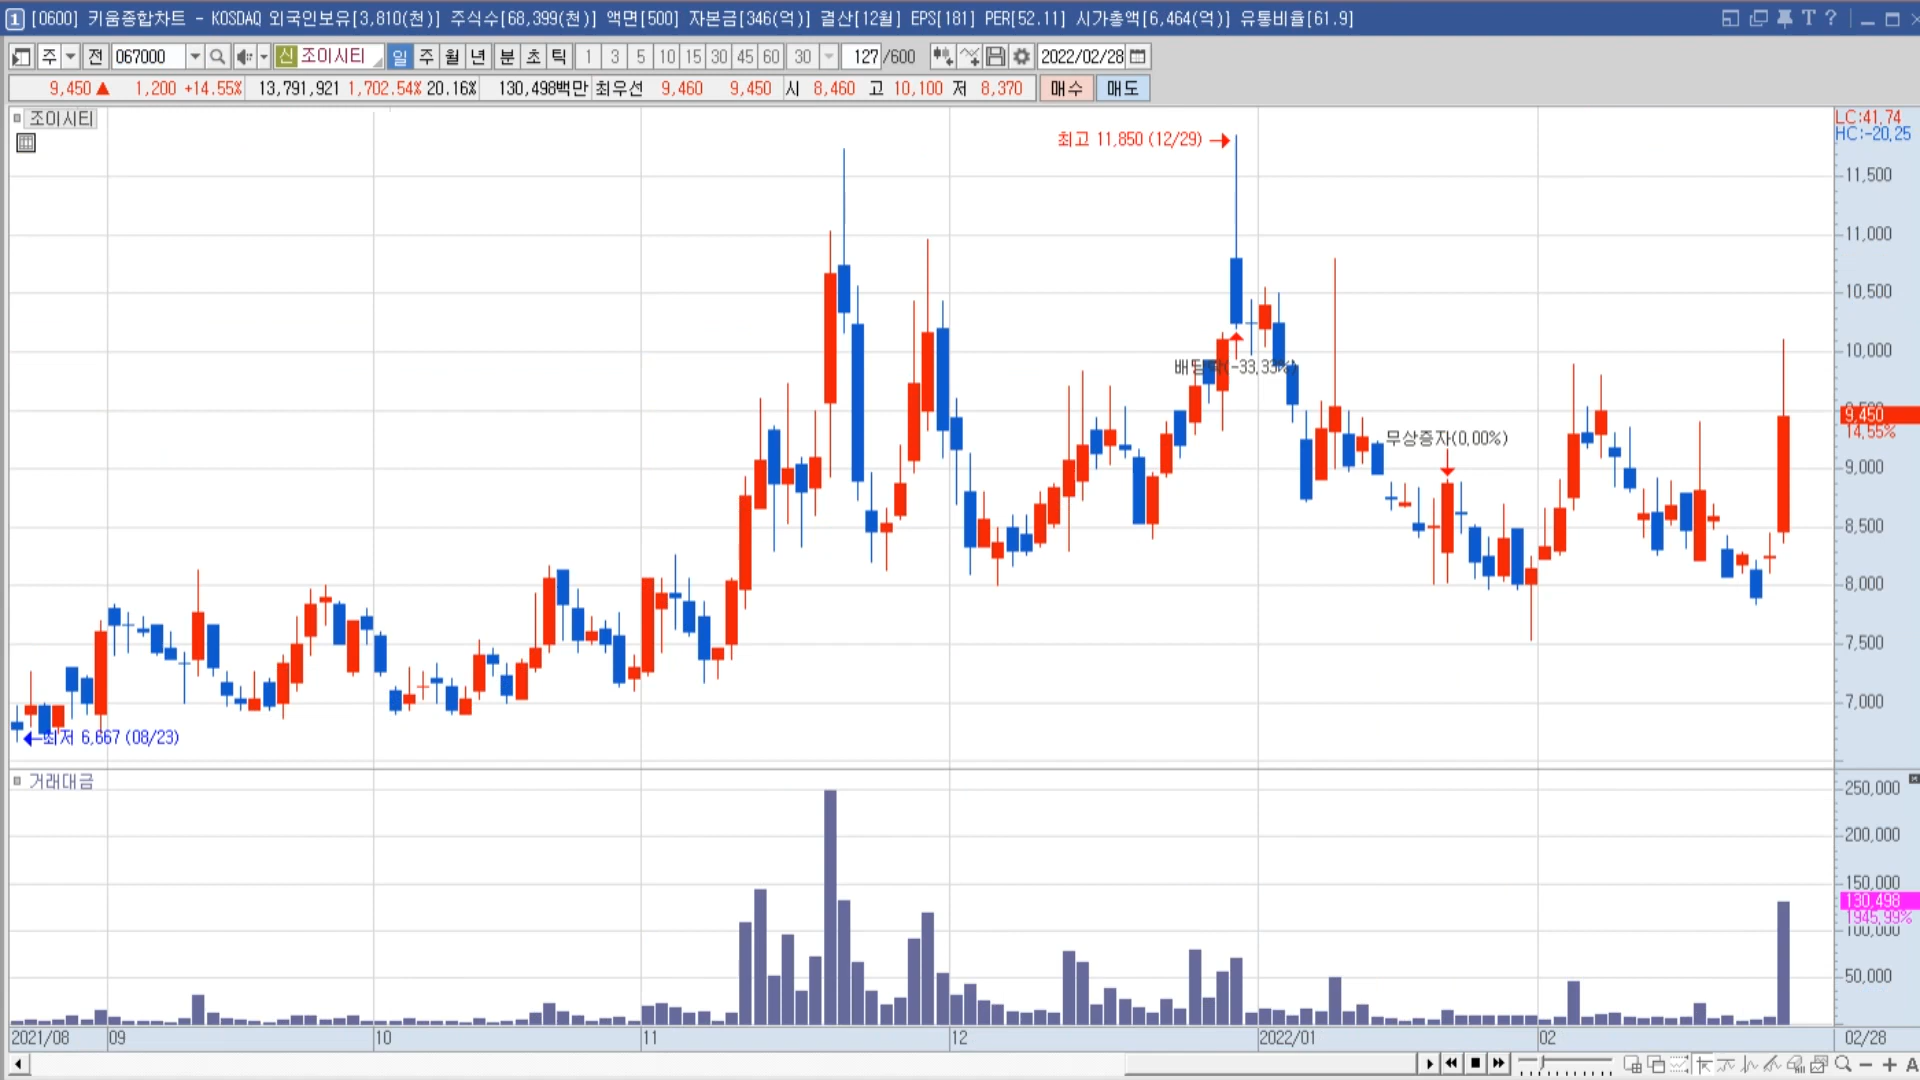 1 [0600] 키움종합차트 - KOSDAQ 외국인보유[3,810(천)] 주식수[68,399(천)] 액면[500] 자본금[346(억)] 결산[12월] EPS[181] PER[52.11] 시가총액[6,464(억)] 유통비율[61.9] T ?
주 전 067000 신 조이시티 일 주 월 년 분 초 틱 1 3 5 10 15 30 45 60 30 127 /600 2022/02/28
9,450 ▲ 1,200 +14.55% 13,791,921 1,702.54% 20.16% 130,498백만 최우선 9,460 9,450 시 8,460 고 10,100 저 8,370 매수 매도
조이시티
LC:41,74
HC:-20,25
최고 11,850 (12/29)
11,500
11,000
10,500
10,000
배당락(-33,33%)
9,450
14,55%
무상증자(0,00%)
9,000
8,500
8,000
7,500
7,000
최저 6,667 (08/23)
거래대금
250,000
200,000
150,000
130,498
1945,99%
100,000
50,000
2021/08 09 10 11 12 2022/01 02 02/28
A